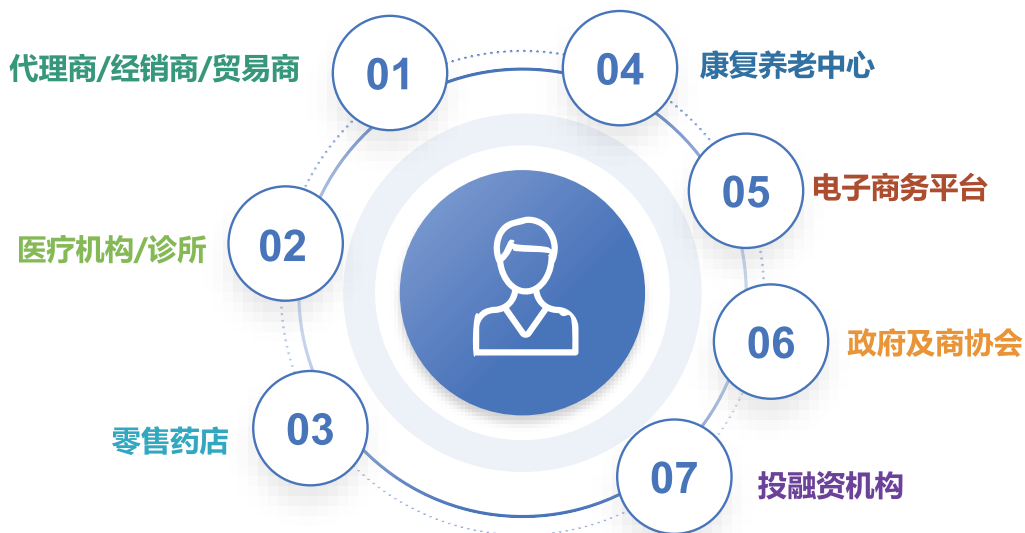 01
代理商/经销商/贸易商
02
医疗机构/诊所
03
零售药店
04
康复养老中心
05
电子商务平台
06
政府及商协会
07
投融资机构